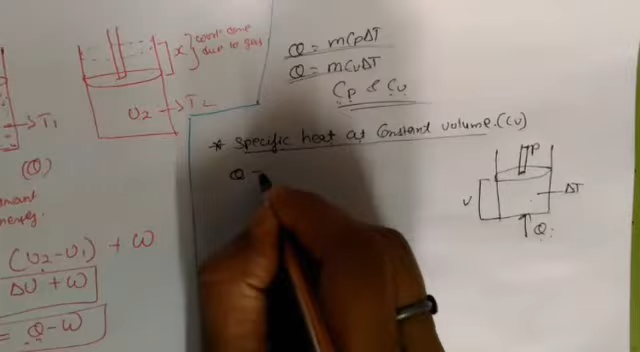 x } work done
due to gas
U2 → T2
→ T1
(Q)
(U2 - U1) + W
ΔU + W
= Q - W
Q = mCpΔT
Q = mCvΔT
Cp & Cv
* Specific heat at Constant volume. (Cv)
Q -
P
V
ΔT
Q.